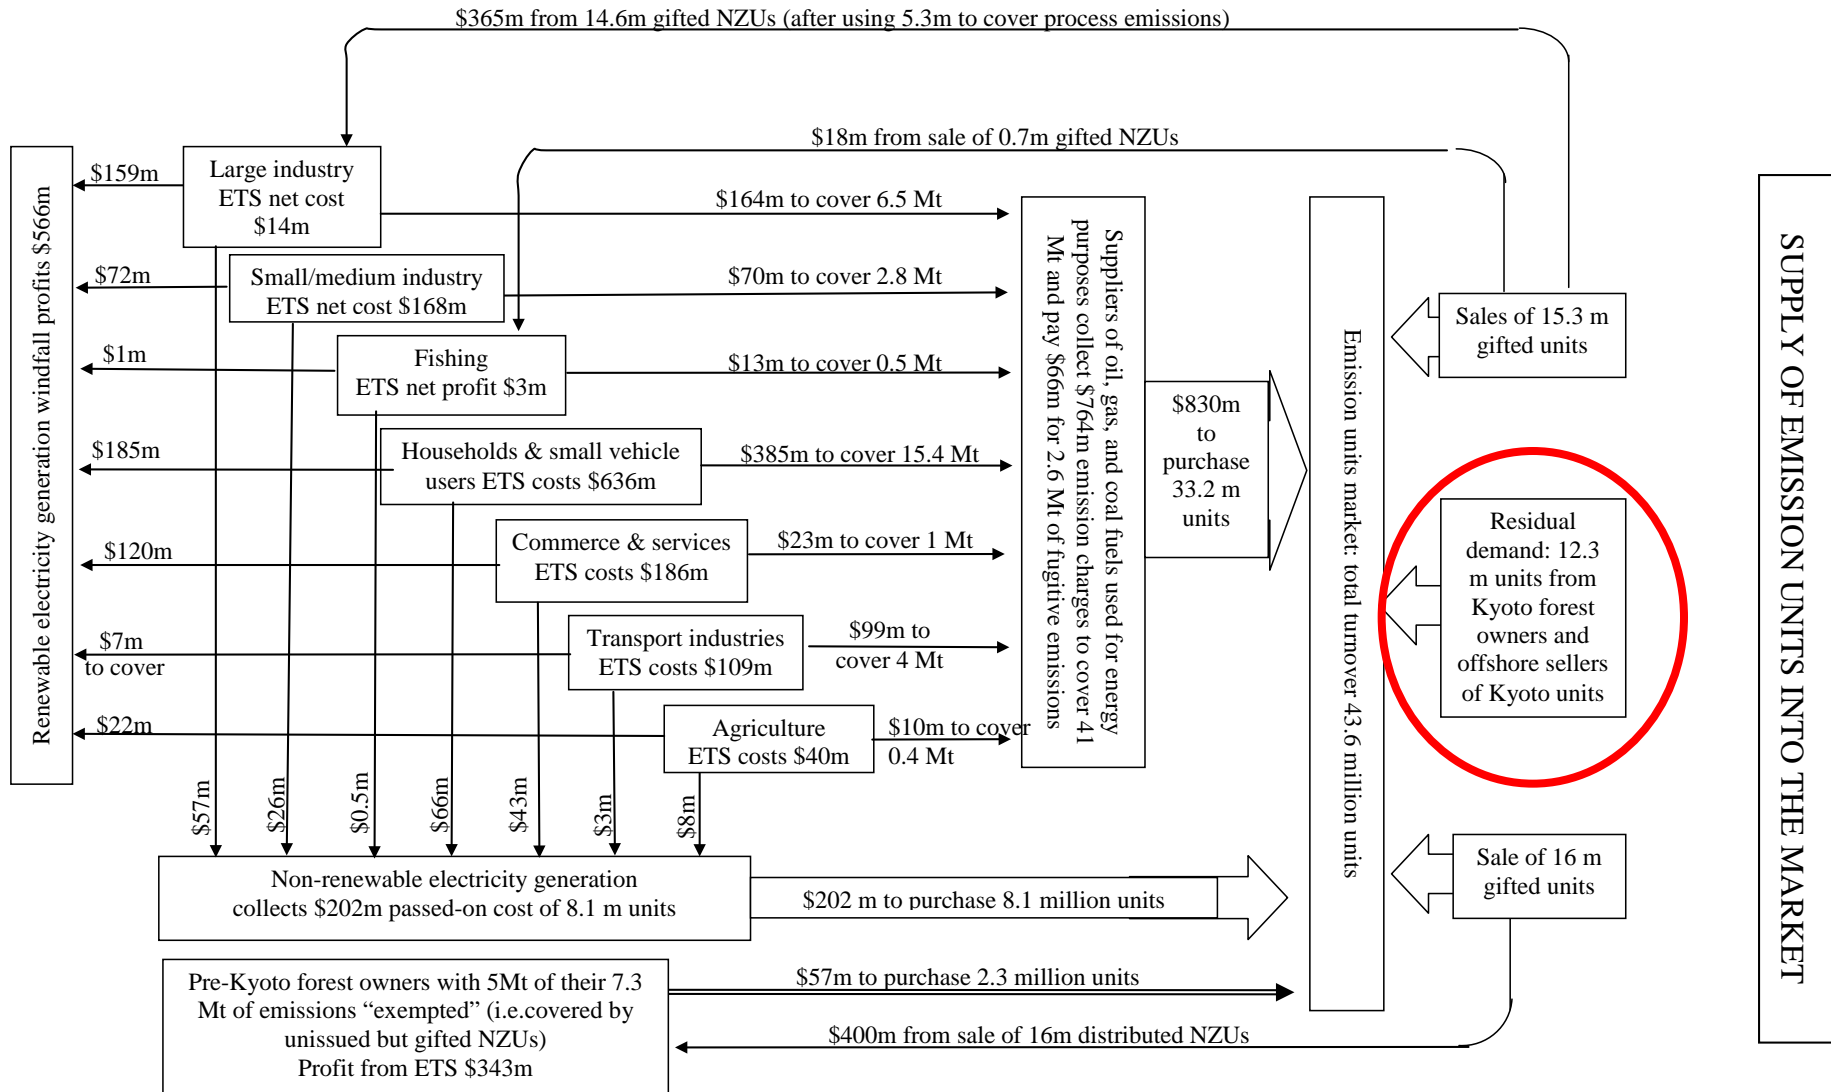 $365m from 14.6m gifted NZUs (after using 5.3m to cover process emissions)
$18m from sale of 0.7m gifted NZUs
Renewable electricity generation windfall profits $566m
$159m
Large industry
ETS net cost
$14m
$164m to cover 6.5 Mt
$72m
Small/medium industry
ETS net cost $168m
$70m to cover 2.8 Mt
$1m
Fishing
ETS net profit $3m
$13m to cover 0.5 Mt
$185m
Households & small vehicle
users ETS costs $636m
$385m to cover 15.4 Mt
$120m
Commerce & services
ETS costs $186m
$23m to cover 1 Mt
$7m
to cover
Transport industries
ETS costs $109m
$99m to
cover 4 Mt
$22m
Agriculture
ETS costs $40m
$10m to cover
0.4 Mt
$57m
$26m
$0.5m
$66m
$43m
$3m
$8m
Suppliers of oil, gas, and coal fuels used for energy
purposes collect $764m emission charges to cover 41
Mt and pay $66m for 2.6 Mt of fugitive emissions
$830m
to
purchase
33.2 m
units
Emission units market: total turnover 43.6 million units
Sales of 15.3 m
gifted units
Residual
demand: 12.3
m units from
Kyoto forest
owners and
offshore sellers
of Kyoto units
Sale of 16 m
gifted units
SUPPLY OF EMISSION UNITS INTO THE MARKET
Non-renewable electricity generation
collects $202m passed-on cost of 8.1 m units
$202 m to purchase 8.1 million units
Pre-Kyoto forest owners with 5Mt of their 7.3
Mt of emissions “exempted” (i.e.covered by
unissued but gifted NZUs)
Profit from ETS $343m
$57m to purchase 2.3 million units
$400m from sale of 16m distributed NZUs